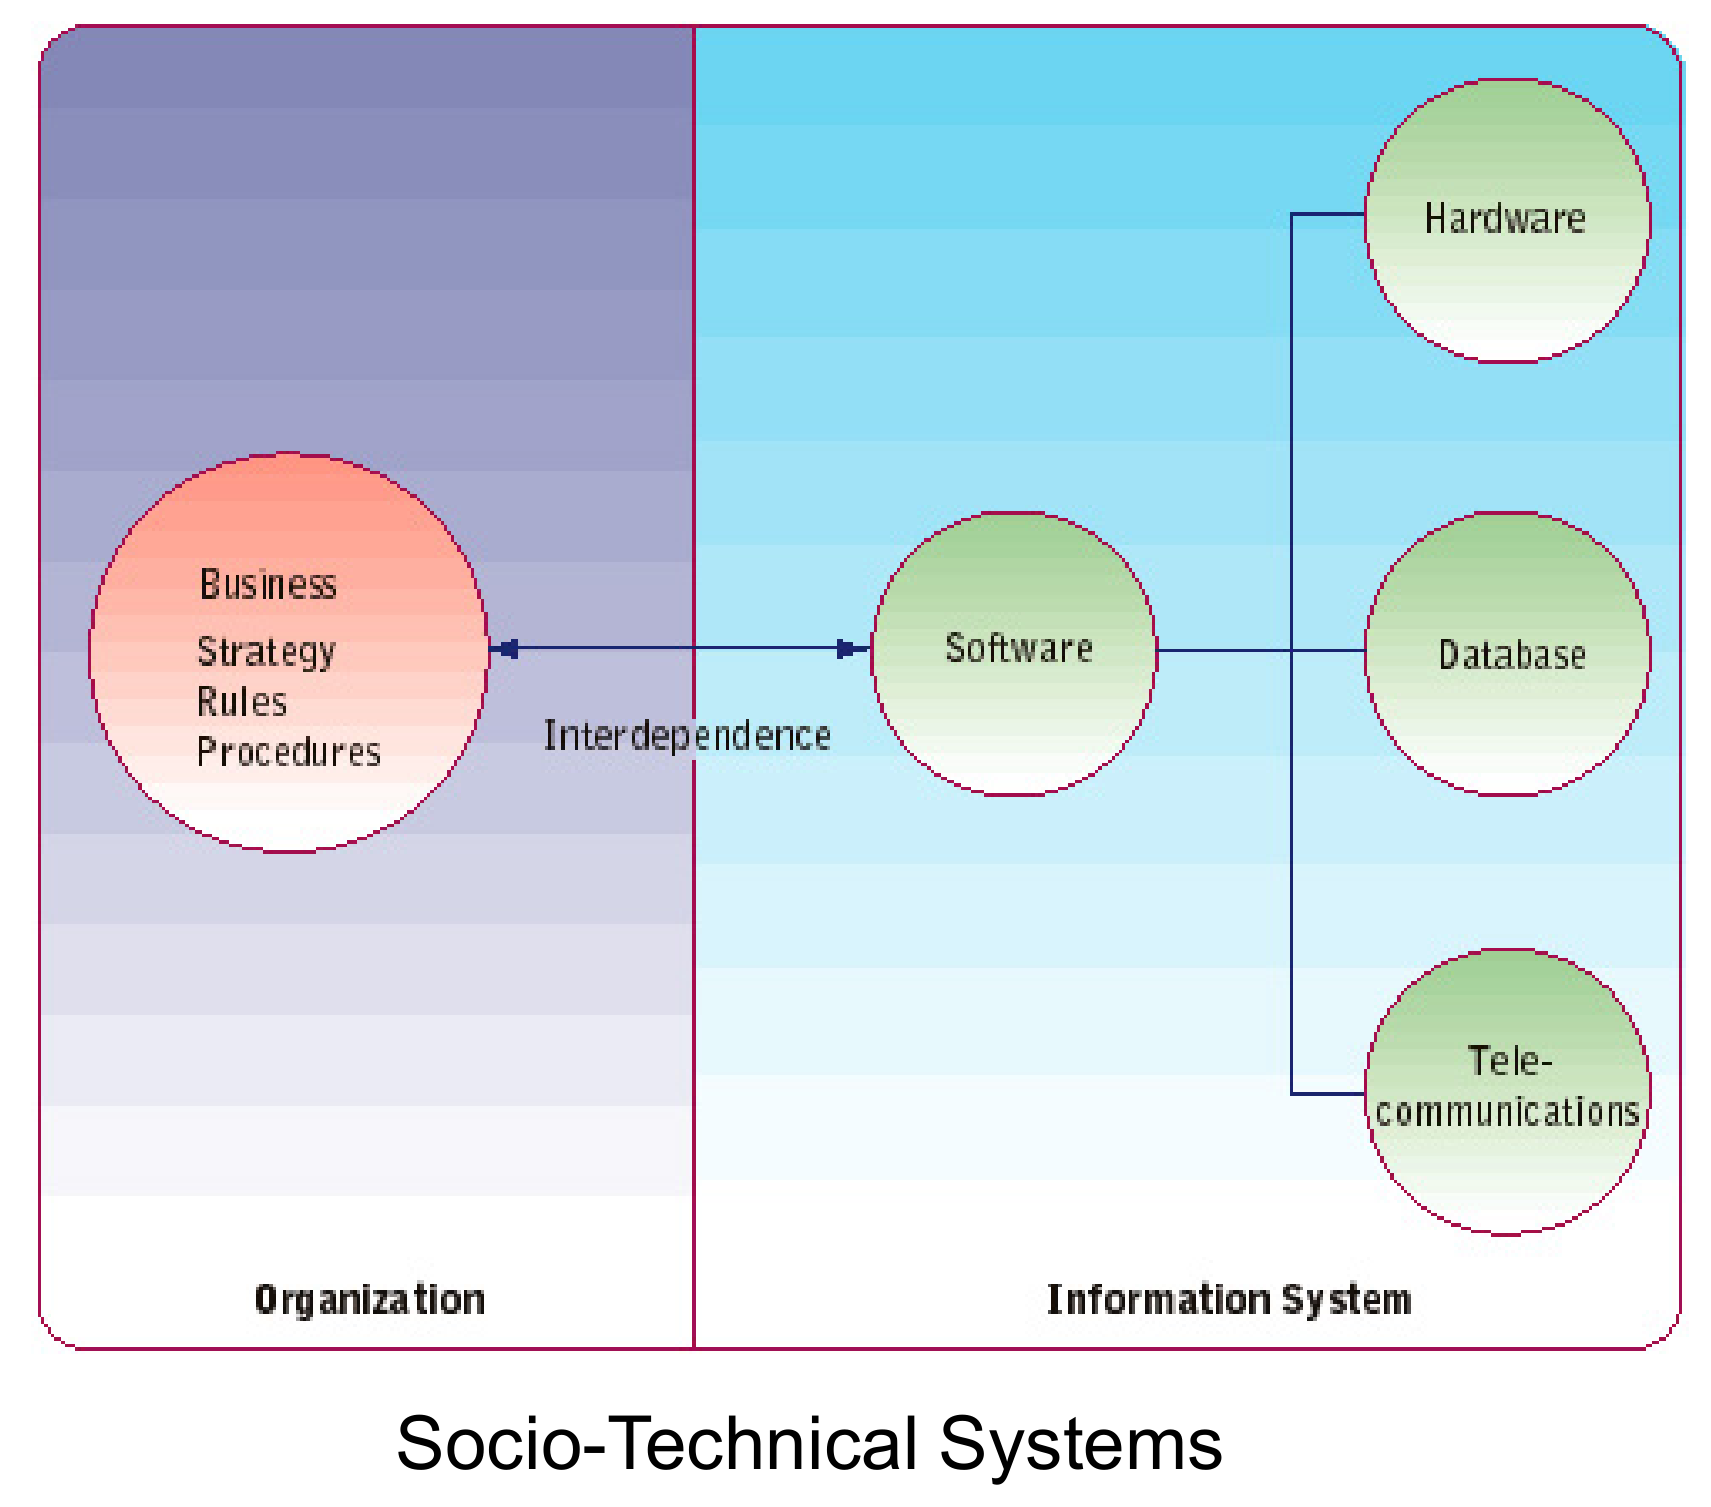 Hardware
Business
Strategy
Rules
Procedures
Interdependence
Software
Database
Tele-
communications
Organization
Information System
Socio-Technical Systems